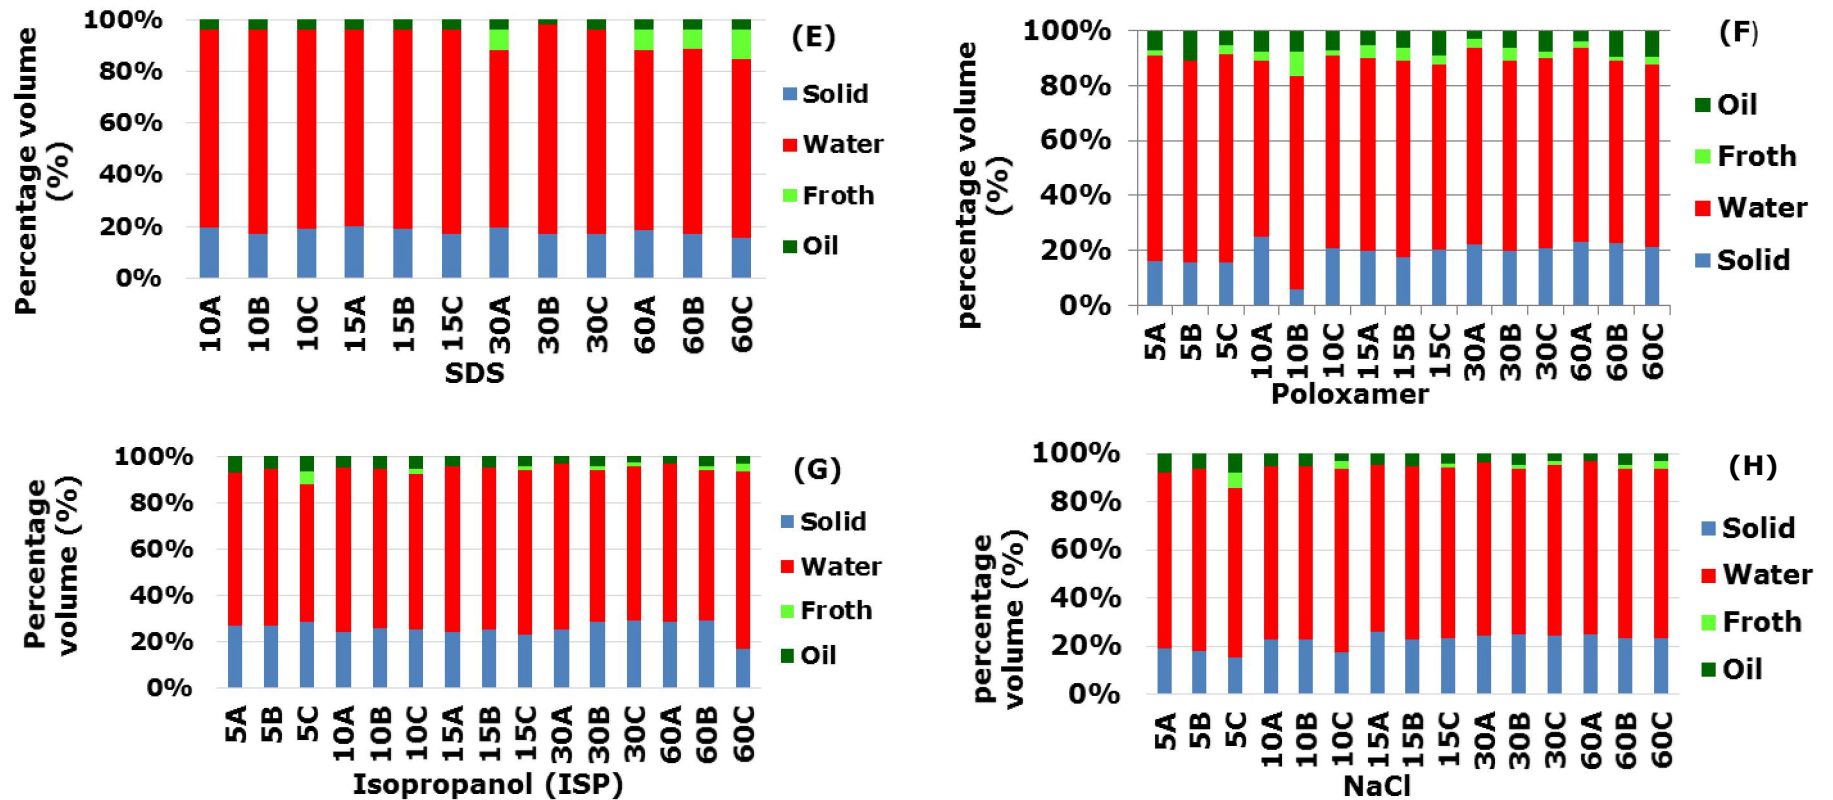 Percentage volume
(%)
100%
80%
60%
40%
20%
0%
(E)
Solid
Water
Froth
Oil
10A
10B
10C
15A
15B
15C
30A
30B
30C
60A
60B
60C
SDS
percentage volume
(%)
100%
80%
60%
40%
20%
0%
(F)
Oil
Froth
Water
Solid
5A
5B
5C
10A
10B
10C
15A
15B
15C
30A
30B
30C
60A
60B
60C
Poloxamer
Percentage
volume (%)
100%
80%
60%
40%
20%
0%
(G)
Solid
Water
Froth
Oil
5A
5B
5C
10A
10B
10C
15A
15B
15C
30A
30B
30C
60A
60B
60C
Isopropanol (ISP)
percentage
volume (%)
100%
80%
60%
40%
20%
0%
(H)
Solid
Water
Froth
Oil
5A
5B
5C
10A
10B
10C
15A
15B
15C
30A
30B
30C
60A
60B
60C
NaCl